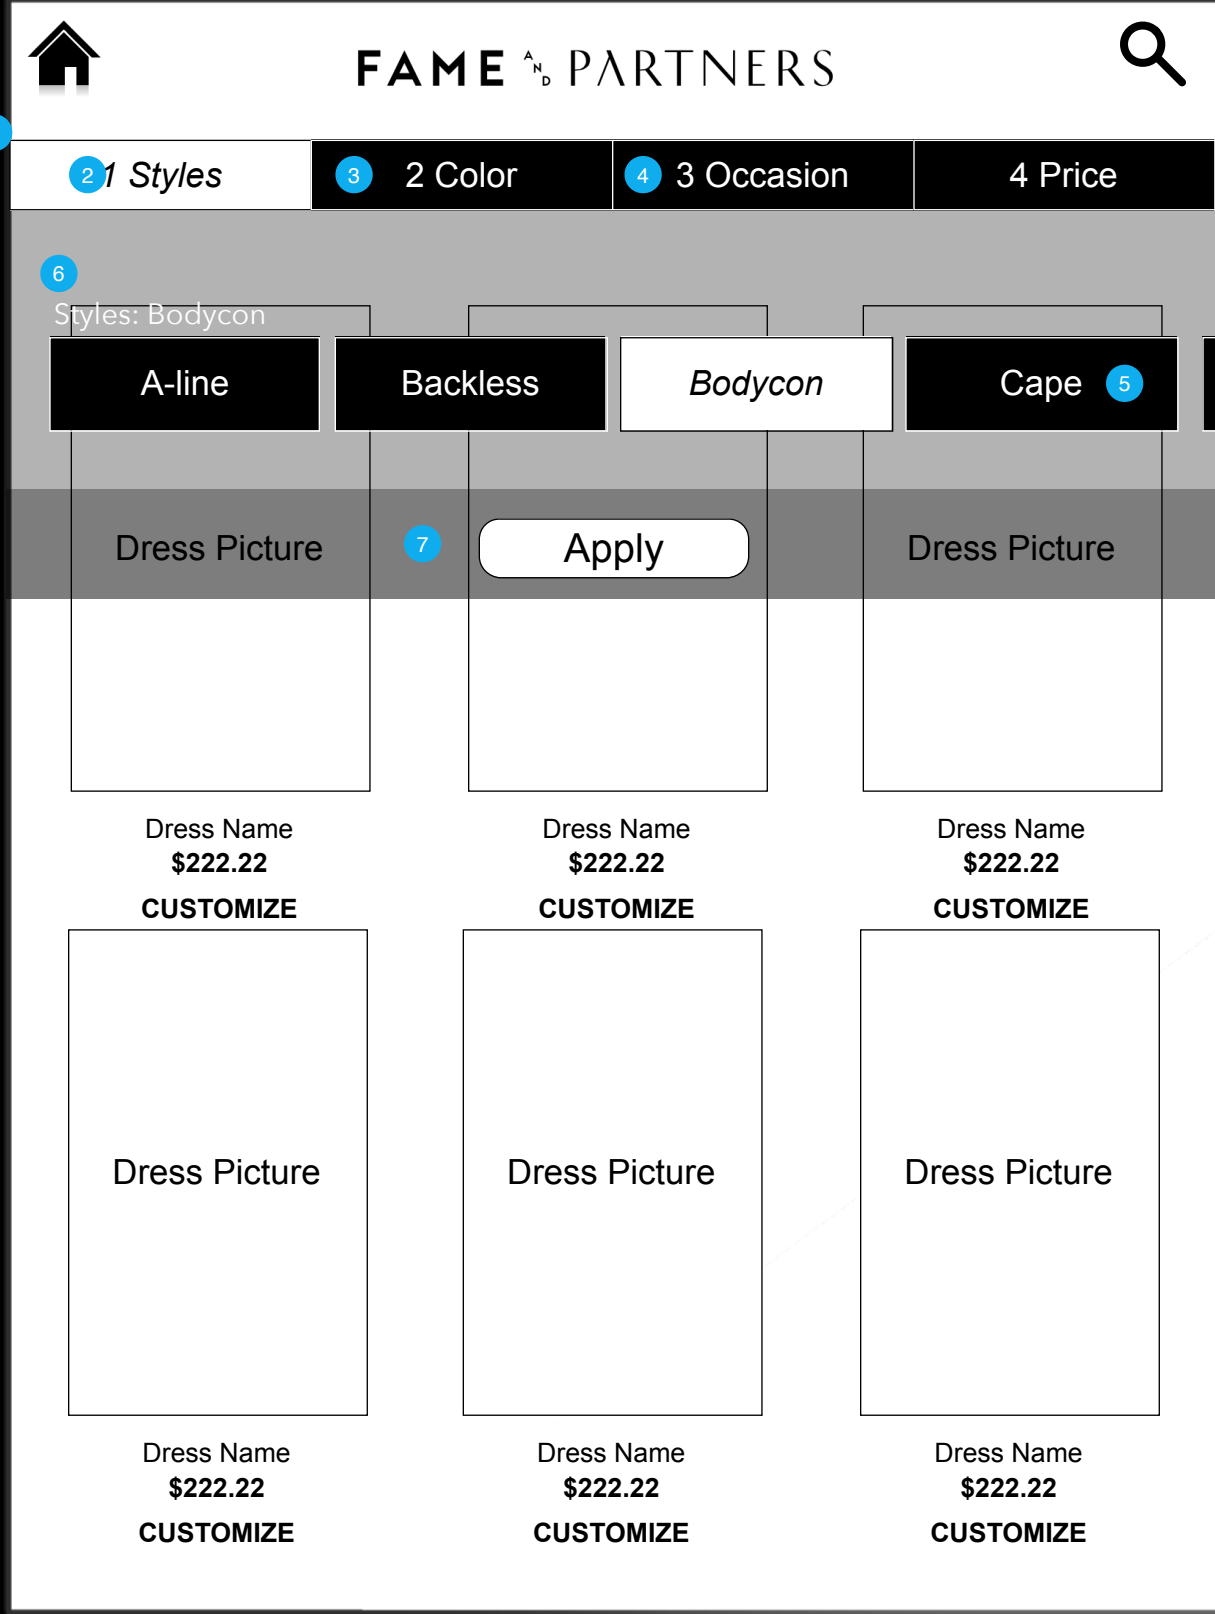 FAME AND PARTNERS
2 1 Styles 3 2 Color 4 3 Occasion 4 Price
6
Styles: Bodycon
A-line Backless Bodycon Cape 5
Dress Picture 7 Apply Dress Picture
Dress Name Dress Name Dress Name
$222.22 $222.22 $222.22
CUSTOMIZE CUSTOMIZE CUSTOMIZE
Dress Picture Dress Picture Dress Picture
Dress Name Dress Name Dress Name
$222.22 $222.22 $222.22
CUSTOMIZE CUSTOMIZE CUSTOMIZE